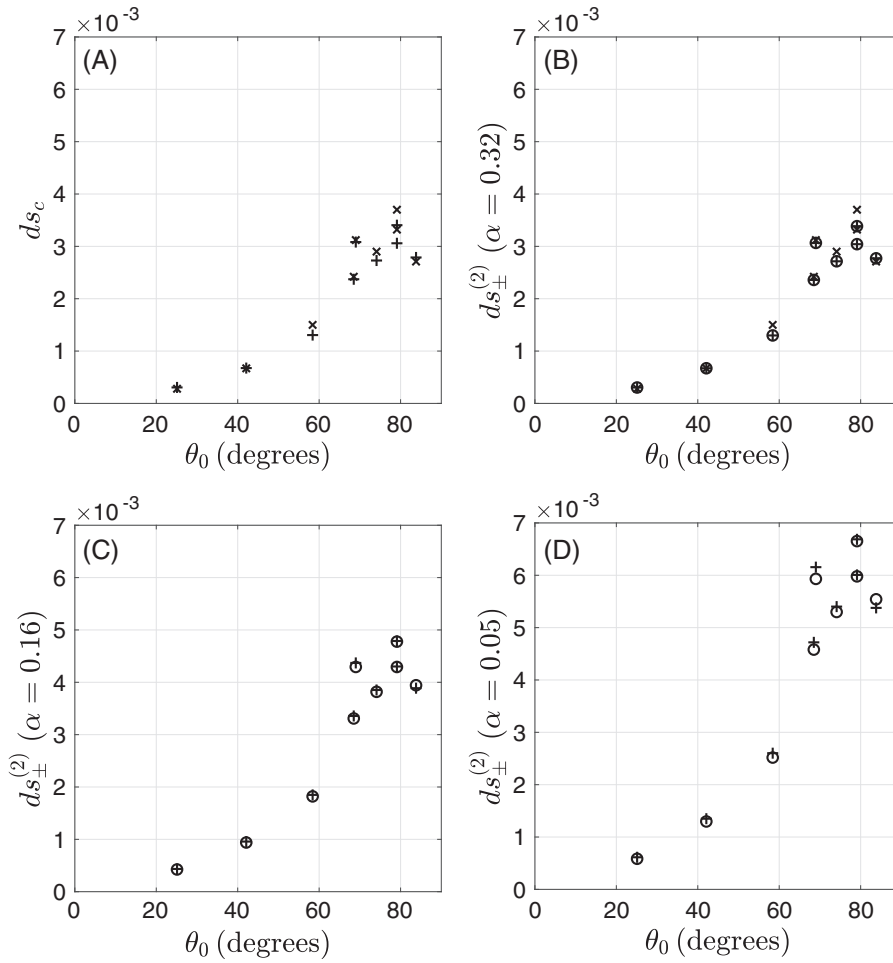 ×10⁻³
(A)
7
6
5
4
3
2
1
0
ds_c
0 20 40 60 80
θ₀ (degrees)
×10⁻³
(B)
7
6
5
4
3
2
1
0
ds_±^(2) (α = 0.32)
0 20 40 60 80
θ₀ (degrees)
×10⁻³
(C)
7
6
5
4
3
2
1
0
ds_±^(2) (α = 0.16)
0 20 40 60 80
θ₀ (degrees)
×10⁻³
(D)
7
6
5
4
3
2
1
0
ds_±^(2) (α = 0.05)
0 20 40 60 80
θ₀ (degrees)